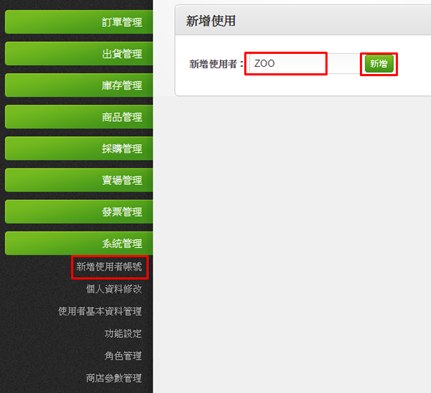 訂單管理
出貨管理
庫存管理
商品管理
採購管理
賣場管理
發票管理
系統管理
新增使用者帳號
個人資料修改
使用者基本資料管理
功能設定
角色管理
商店參數管理
新增使用
新增使用者： ZOO 新增